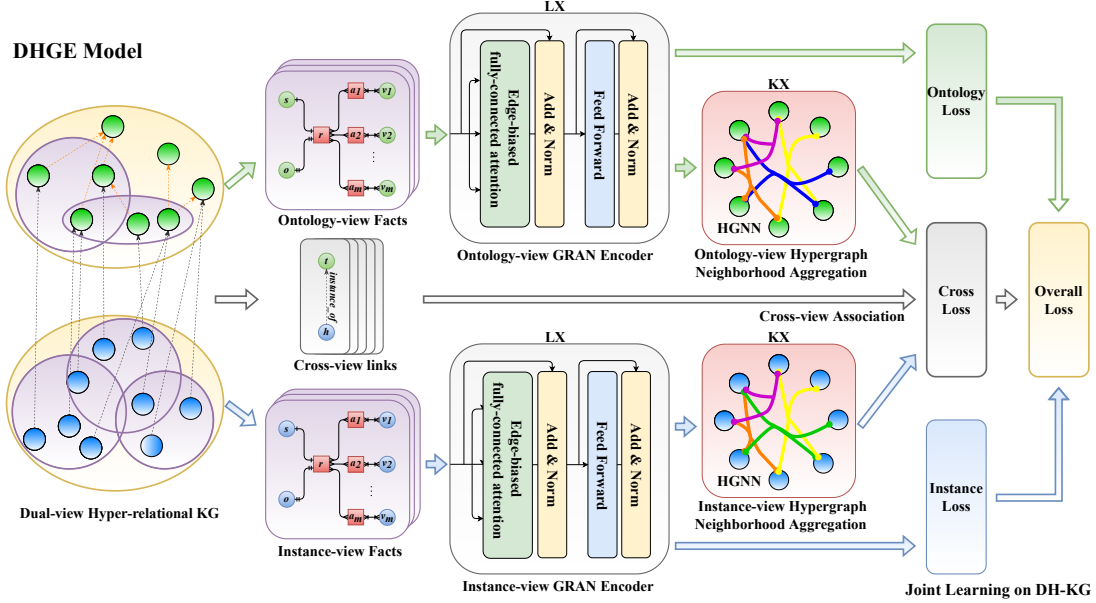 DHGE Model
Dual-view Hyper-relational KG
s
o
r
a1
a2
am
v1
v2
vm
Ontology-view Facts
t
instance_of
h
Cross-view links
s
o
r
a1
a2
am
v1
v2
vm
Instance-view Facts
LX
Edge-biased
fully-connected attention
Add & Norm
Feed Forward
Add & Norm
Ontology-view GRAN Encoder
KX
HGNN
Ontology-view Hypergraph
Neighborhood Aggregation
Cross-view Association
LX
Edge-biased
fully-connected attention
Add & Norm
Feed Forward
Add & Norm
Instance-view GRAN Encoder
KX
HGNN
Instance-view Hypergraph
Neighborhood Aggregation
Ontology
Loss
Cross
Loss
Overall
Loss
Instance
Loss
Joint Learning on DH-KG